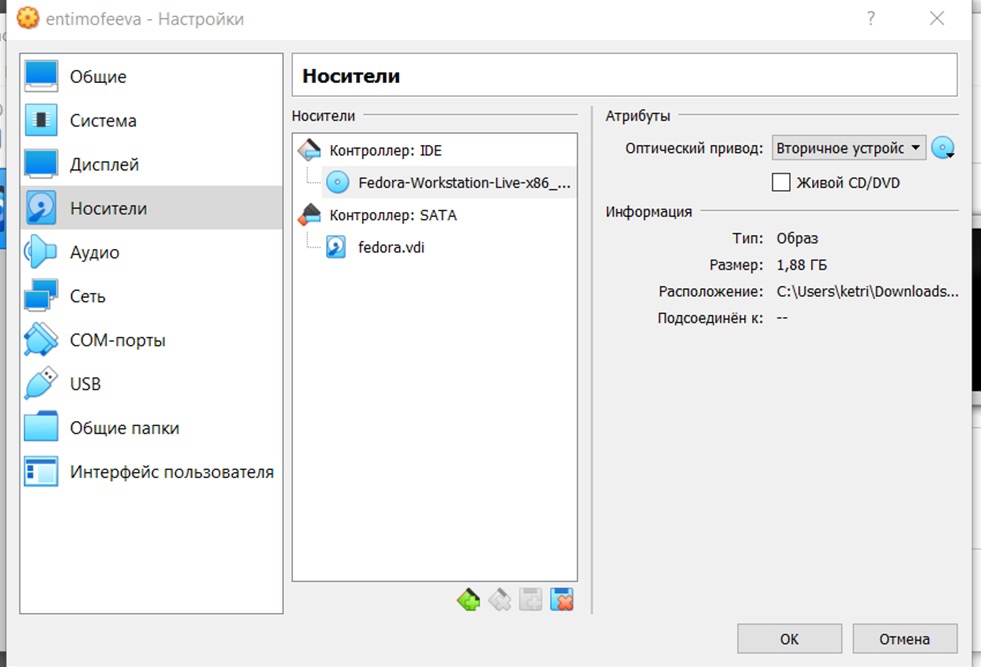 entimofeeva - Настройки
?
Общие
Система
Дисплей
Носители
Аудио
Сеть
COM-порты
USB
Общие папки
Интерфейс пользователя
Носители
Носители
Контроллер: IDE
Fedora-Workstation-Live-x86_...
Контроллер: SATA
fedora.vdi
Атрибуты
Оптический привод: Вторичное устройс
Живой CD/DVD
Информация
Тип: Образ
Размер: 1,88 ГБ
Расположение: C:\Users\ketri\Downloads...
Подсоединён к: --
OK
Отмена